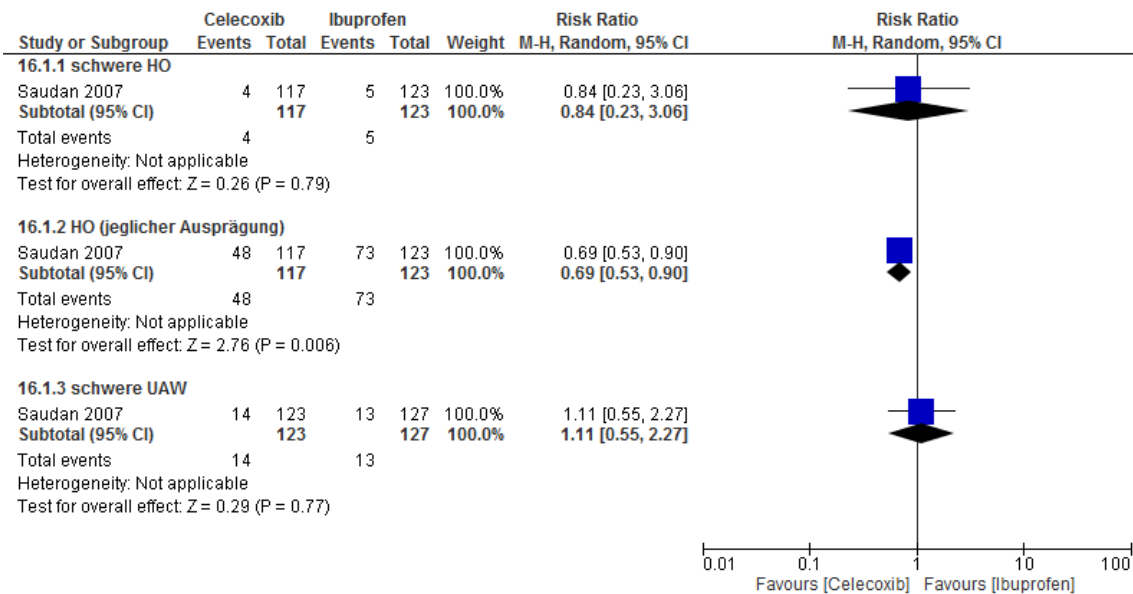 Celecoxib Ibuprofen Risk Ratio Risk Ratio
Study or Subgroup Events Total Events Total Weight M-H, Random, 95% CI M-H, Random, 95% CI
16.1.1 schwere HO
Saudan 2007 4 117 5 123 100.0% 0.84 [0.23, 3.06]
Subtotal (95% CI) 117 123 100.0% 0.84 [0.23, 3.06]
Total events 4 5
Heterogeneity: Not applicable
Test for overall effect: Z = 0.26 (P = 0.79)
16.1.2 HO (jeglicher Ausprägung)
Saudan 2007 48 117 73 123 100.0% 0.69 [0.53, 0.90]
Subtotal (95% CI) 117 123 100.0% 0.69 [0.53, 0.90]
Total events 48 73
Heterogeneity: Not applicable
Test for overall effect: Z = 2.76 (P = 0.006)
16.1.3 schwere UAW
Saudan 2007 14 123 13 127 100.0% 1.11 [0.55, 2.27]
Subtotal (95% CI) 123 127 100.0% 1.11 [0.55, 2.27]
Total events 14 13
Heterogeneity: Not applicable
Test for overall effect: Z = 0.29 (P = 0.77)
0.01 0.1 1 10 100
Favours [Celecoxib] Favours [Ibuprofen]